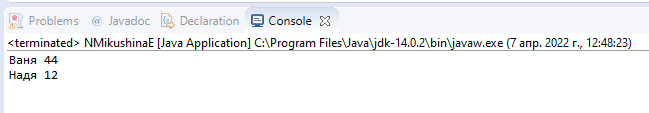 Problems @ Javadoc Declaration Console
<terminated> NMikushinaE [Java Application] C:\Program Files\Java\jdk-14.0.2\bin\javaw.exe (7 апр. 2022 г., 12:48:23)
Ваня 44
Надя 12